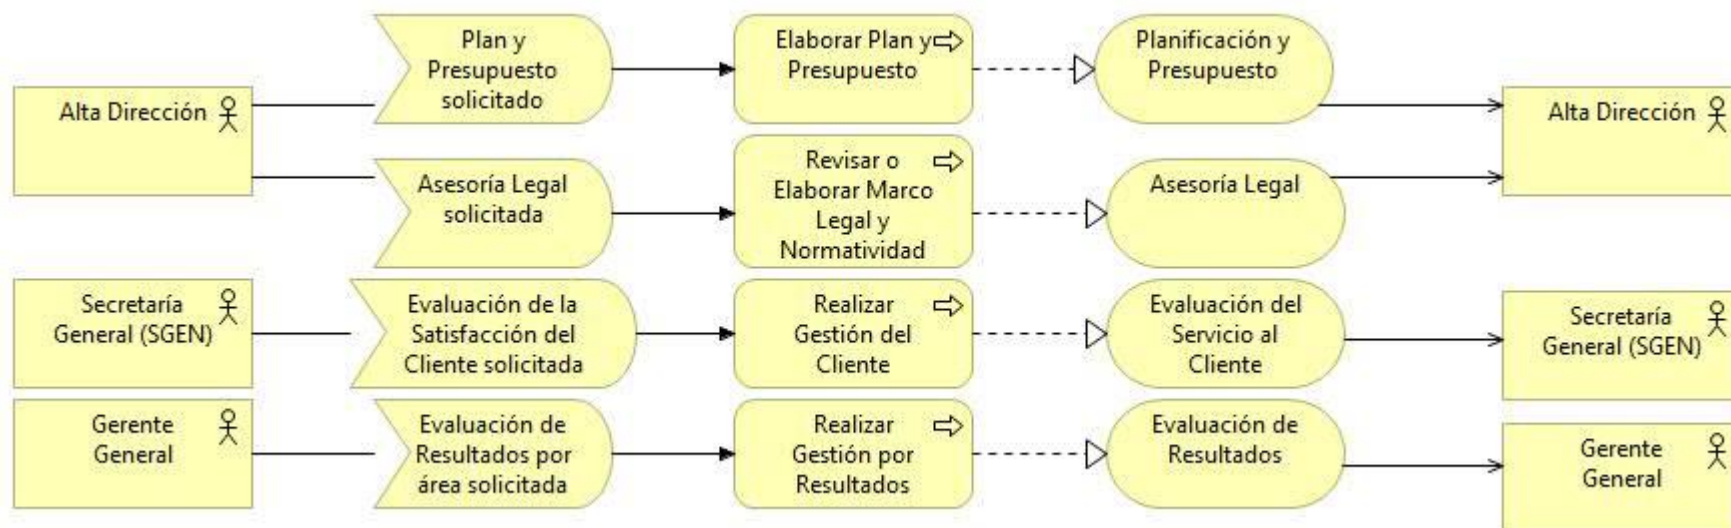 Alta Dirección
Plan y
Presupuesto
solicitado
Elaborar Plan y
Presupuesto
Planificación y
Presupuesto
Alta Dirección
Asesoría Legal
solicitada
Revisar o
Elaborar Marco
Legal y
Normatividad
Asesoría Legal
Secretaría
General (SGEN)
Evaluación de la
Satisfacción del
Cliente solicitada
Realizar
Gestión del
Cliente
Evaluación del
Servicio al
Cliente
Secretaría
General (SGEN)
Gerente
General
Evaluación de
Resultados por
área solicitada
Realizar
Gestión por
Resultados
Evaluación de
Resultados
Gerente
General